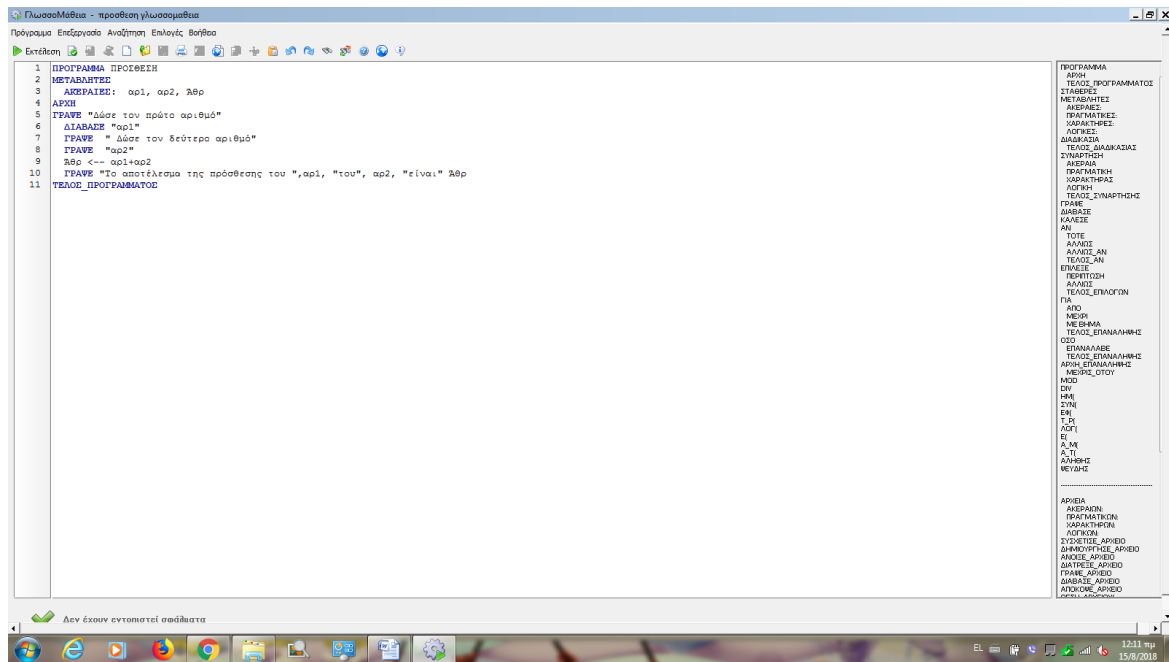 ΓλωσσοΜάθεια - προσθεση γλωσσομαθεια
Πρόγραμμα Επεξεργασία Αναζήτηση Επιλογές Βοήθεια
Εκτέλεση
1 ΠΡΟΓΡΑΜΜΑ ΠΡΟΣΘΕΣΗ
2 ΜΕΤΑΒΛΗΤΕΣ
3 ΑΚΕΡΑΙΕΣ: αρ1, αρ2, Άθρ
4 ΑΡΧΗ
5 ΓΡΑΨΕ "Δώσε τον πρώτο αριθμό"
6 ΔΙΑΒΑΣΕ "αρ1"
7 ΓΡΑΨΕ " Δώσε τον δεύτερο αριθμό"
8 ΓΡΑΨΕ "αρ2"
9 Άθρ <-- αρ1+αρ2
10 ΓΡΑΨΕ "Το αποτέλεσμα της πρόσθεσης του ",αρ1, "του", αρ2, "είναι" Άθρ
11 ΤΕΛΟΣ_ΠΡΟΓΡΑΜΜΑΤΟΣ
ΠΡΟΓΡΑΜΜΑ
ΑΡΧΗ
ΤΕΛΟΣ_ΠΡΟΓΡΑΜΜΑΤΟΣ
ΣΤΑΘΕΡΕΣ
ΜΕΤΑΒΛΗΤΕΣ
ΑΚΕΡΑΙΕΣ:
ΠΡΑΓΜΑΤΙΚΕΣ:
ΧΑΡΑΚΤΗΡΕΣ:
ΛΟΓΙΚΕΣ:
ΔΙΑΔΙΚΑΣΙΑ
ΤΕΛΟΣ_ΔΙΑΔΙΚΑΣΙΑΣ
ΣΥΝΑΡΤΗΣΗ
ΑΚΕΡΑΙΑ
ΠΡΑΓΜΑΤΙΚΗ
ΧΑΡΑΚΤΗΡΑΣ
ΛΟΓΙΚΗ
ΤΕΛΟΣ_ΣΥΝΑΡΤΗΣΗΣ
ΓΡΑΨΕ
ΔΙΑΒΑΣΕ
ΚΑΛΕΣΕ
ΑΝ
ΤΟΤΕ
ΑΛΛΙΩΣ
ΑΛΛΙΩΣ_ΑΝ
ΤΕΛΟΣ_ΑΝ
ΕΠΙΛΕΞΕ
ΠΕΡΙΠΤΩΣΗ
ΑΛΛΙΩΣ
ΤΕΛΟΣ_ΕΠΙΛΟΓΩΝ
ΓΙΑ
ΑΠΟ
ΜΕΧΡΙ
ΜΕ ΒΗΜΑ
ΤΕΛΟΣ_ΕΠΑΝΑΛΗΨΗΣ
ΟΣΟ
ΕΠΑΝΑΛΑΒΕ
ΤΕΛΟΣ_ΕΠΑΝΑΛΗΨΗΣ
ΑΡΧΗ_ΕΠΑΝΑΛΗΨΗΣ
ΜΕΧΡΙΣ_ΟΤΟΥ
MOD
DIV
ΗΜ(
ΣΥΝ(
ΕΦ(
Τ_Ρ(
ΛΟΓ(
Ε(
Α_Μ(
Α_Τ(
ΑΛΗΘΗΣ
ΨΕΥΔΗΣ
ΑΡΧΕΙΑ
ΑΚΕΡΑΙΩΝ:
ΠΡΑΓΜΑΤΙΚΩΝ:
ΧΑΡΑΚΤΗΡΩΝ:
ΛΟΓΙΚΩΝ:
ΣΥΣΧΕΤΙΣΕ_ΑΡΧΕΙΟ
ΔΗΜΙΟΥΡΓΗΣΕ_ΑΡΧΕΙΟ
ΑΝΟΙΞΕ_ΑΡΧΕΙΟ
ΔΙΑΤΡΕΞΕ_ΑΡΧΕΙΟ
ΓΡΑΨΕ_ΑΡΧΕΙΟ
ΔΙΑΒΑΣΕ_ΑΡΧΕΙΟ
ΑΠΟΚΟΨΕ_ΑΡΧΕΙΟ
Δεν έχουν εντοπιστεί σφάλματα
EL
12:11 πμ
15/8/2018